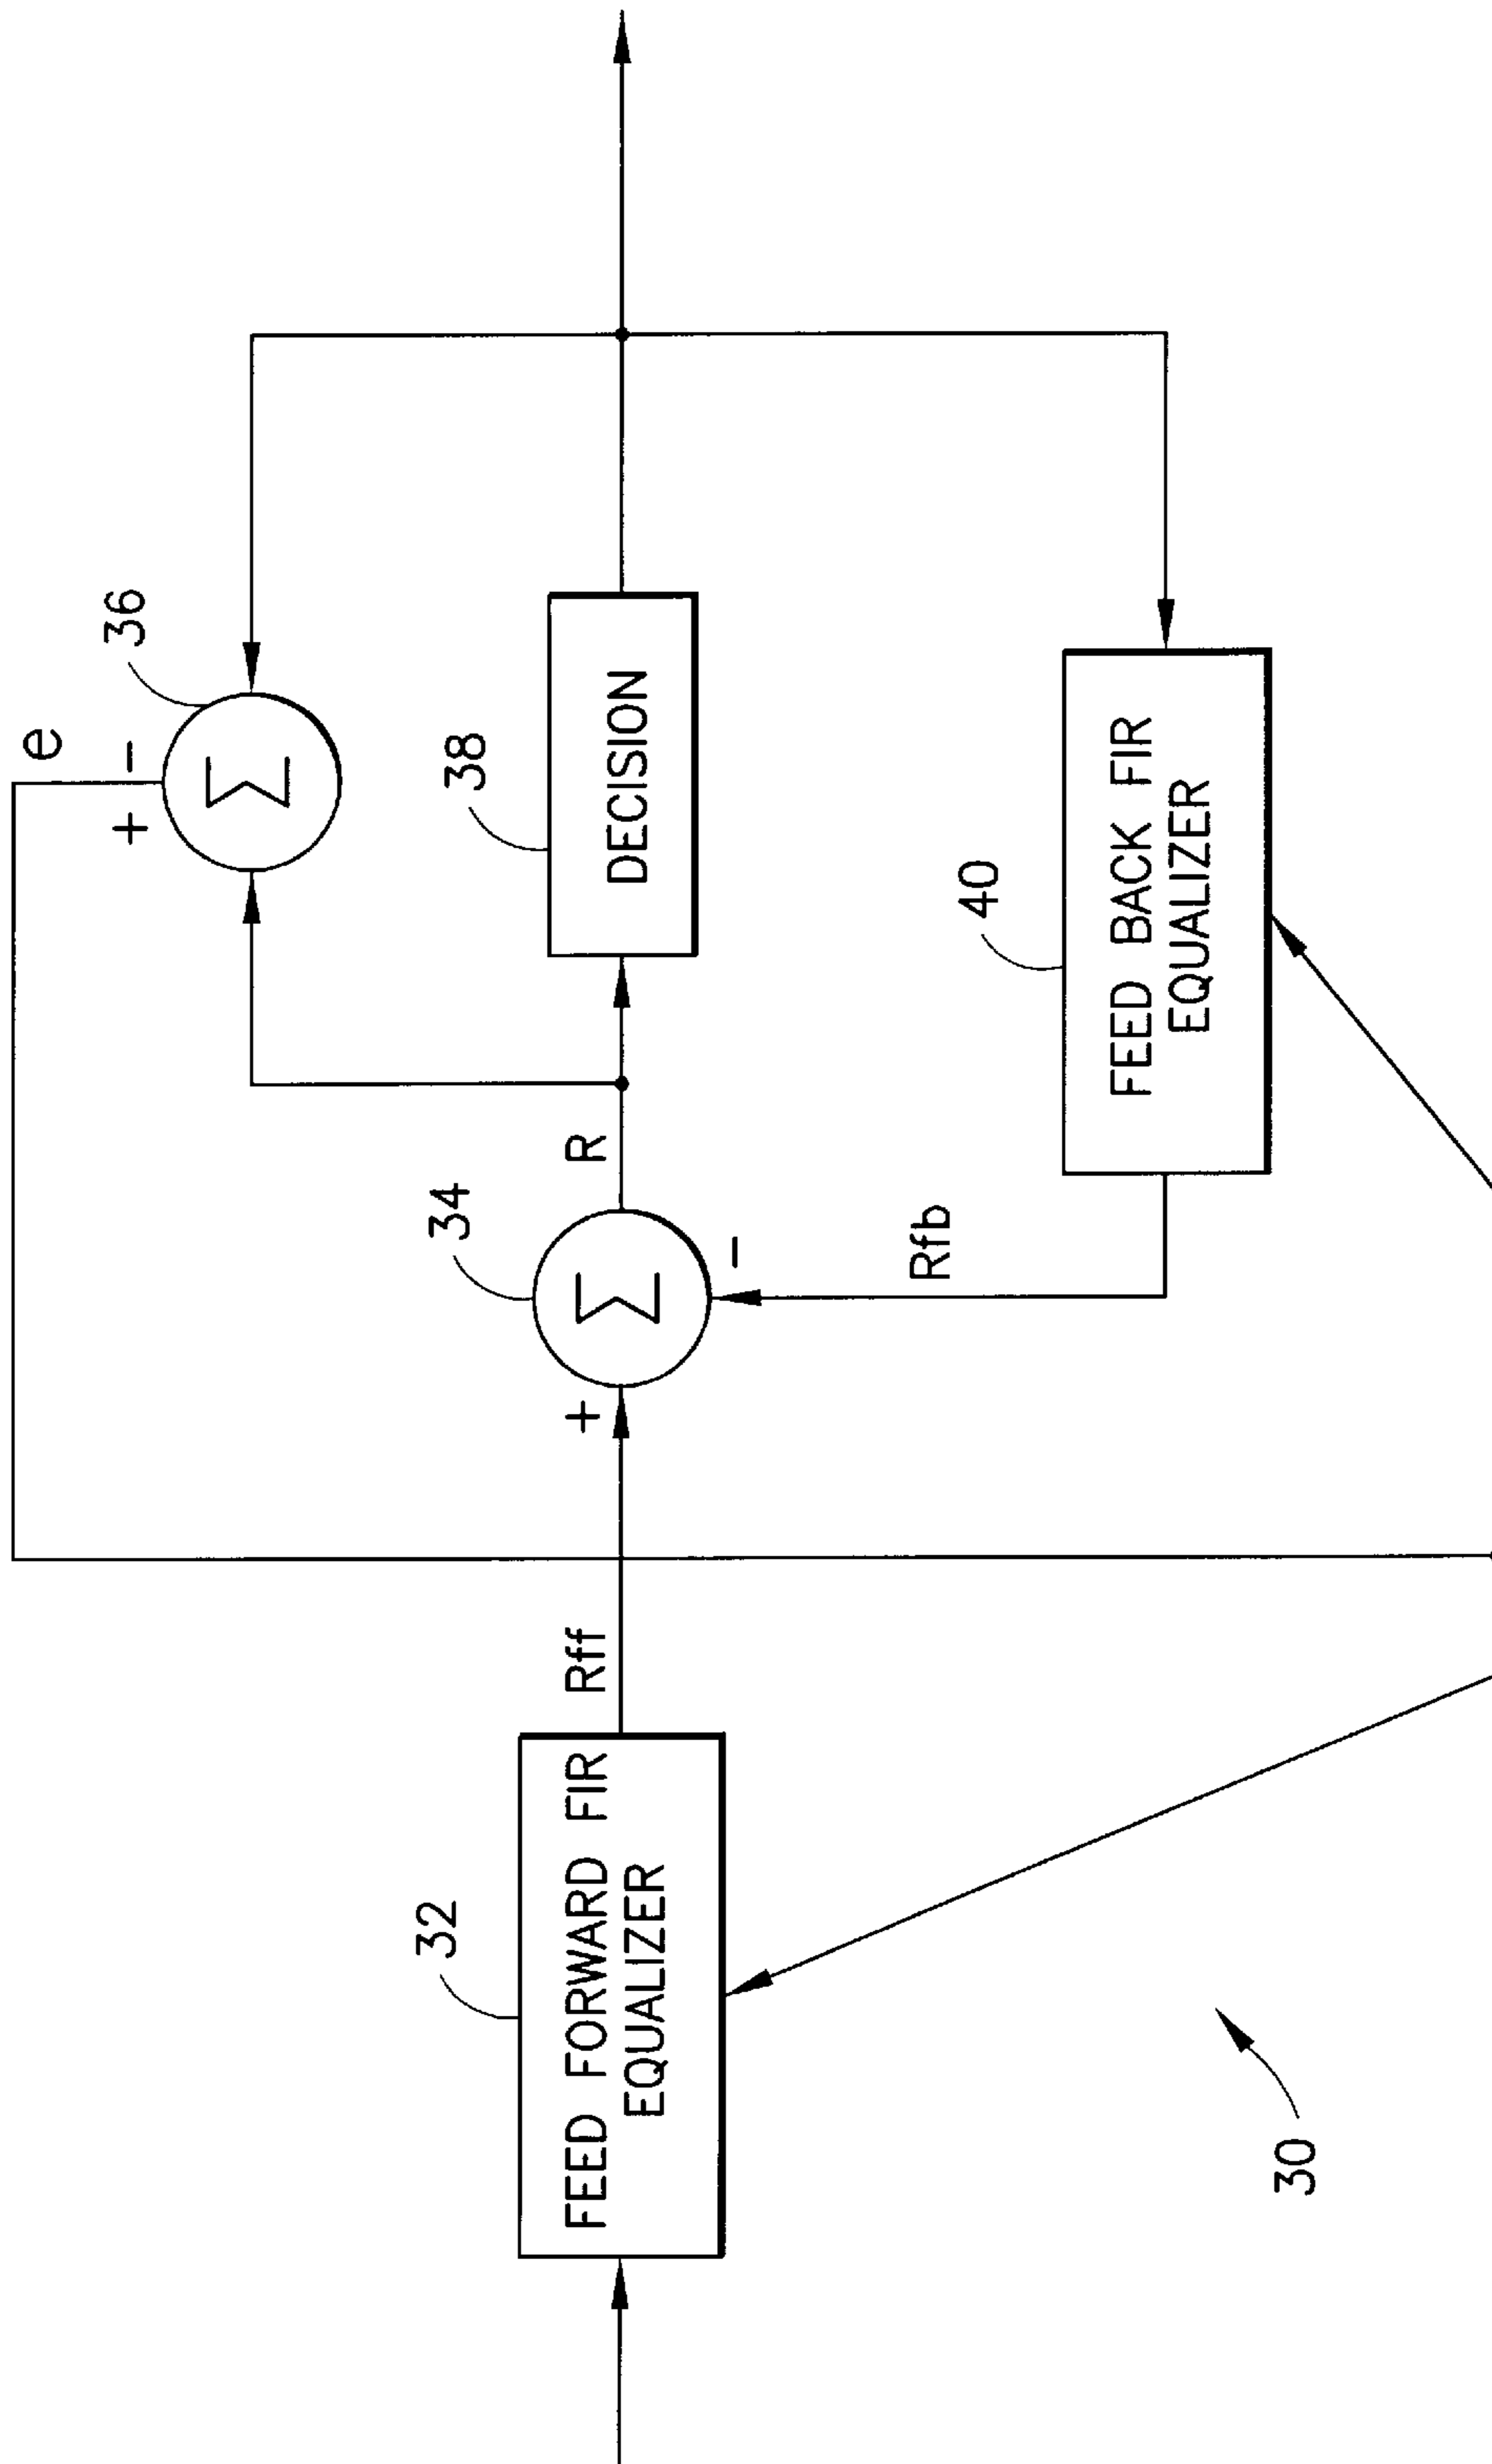 e
+ -
36
Σ
32
FEED FORWARD FIR
EQUALIZER
Rff
+
34
Σ
-
R
38
DECISION
Rfb
40
FEED BACK FIR
EQUALIZER
30